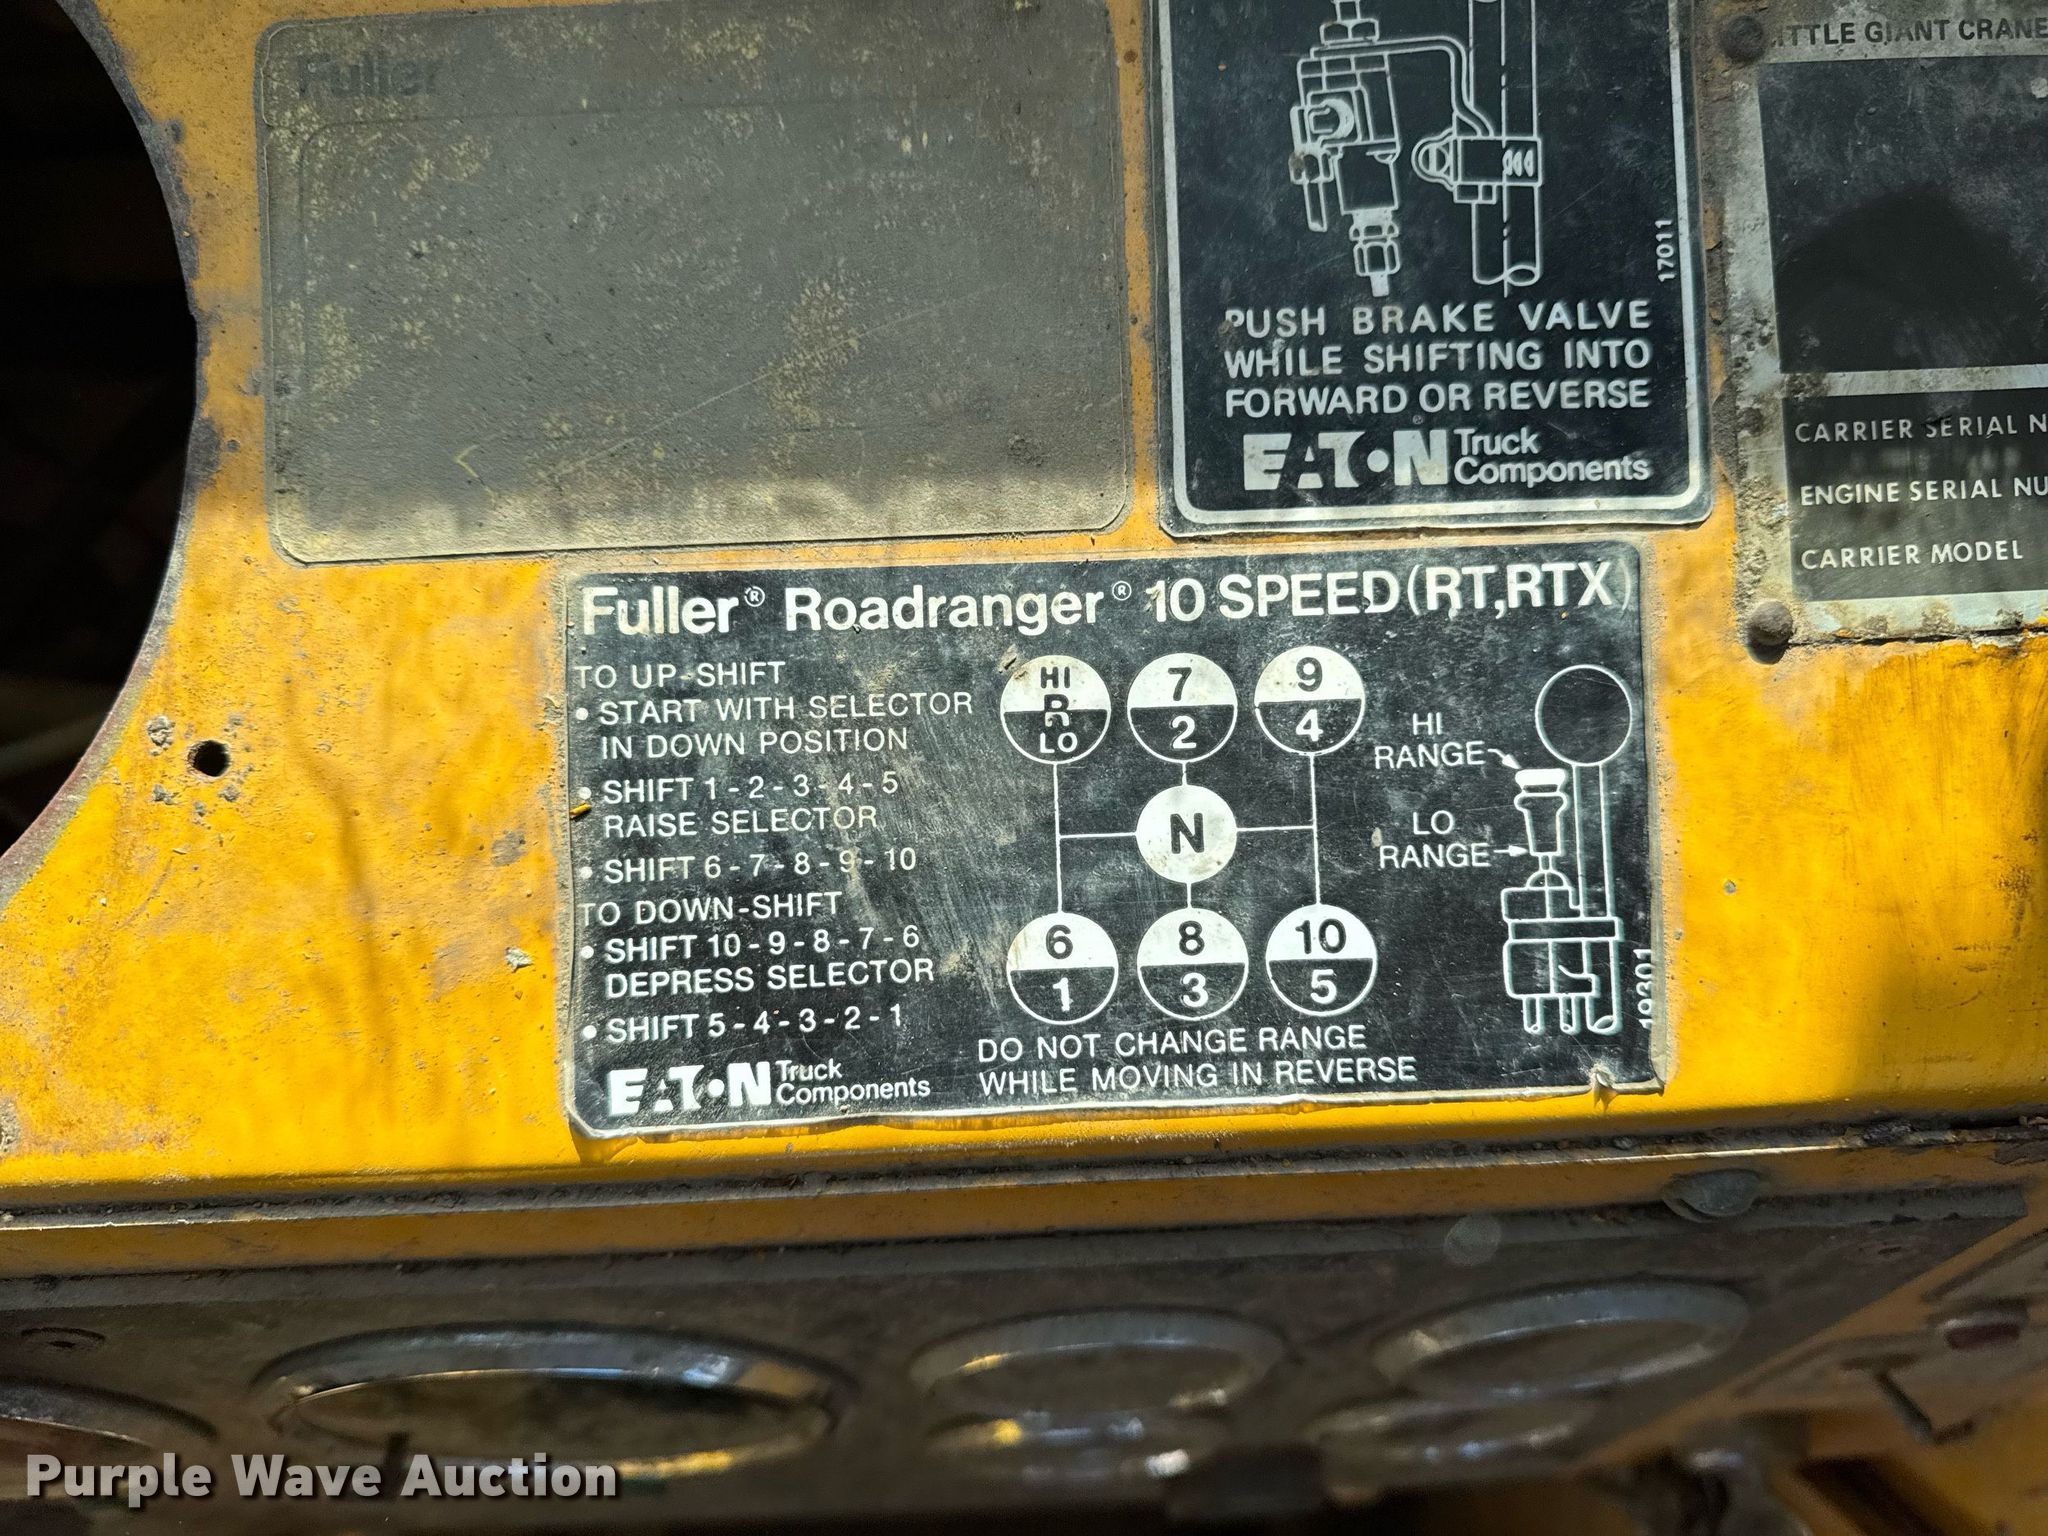 Fuller
PUSH BRAKE VALVE
WHILE SHIFTING INTO
FORWARD OR REVERSE
EATON Truck
Components
17011
ITTLE GIANT CRANE
CARRIER SERIAL N
ENGINE SERIAL NU
CARRIER MODEL
Fuller® Roadranger® 10 SPEED (RT,RTX)
TO UP-SHIFT
• START WITH SELECTOR
IN DOWN POSITION
• SHIFT 1-2-3-4-5
RAISE SELECTOR
• SHIFT 6-7-8-9-10
TO DOWN-SHIFT
• SHIFT 10-9-8-7-6
DEPRESS SELECTOR
• SHIFT 5-4-3-2-1
EATON Truck
Components
HI
R
LO
7
2
9
4
N
6
1
8
3
10
5
DO NOT CHANGE RANGE
WHILE MOVING IN REVERSE
HI
RANGE
LO
RANGE
19301
Purple Wave Auction